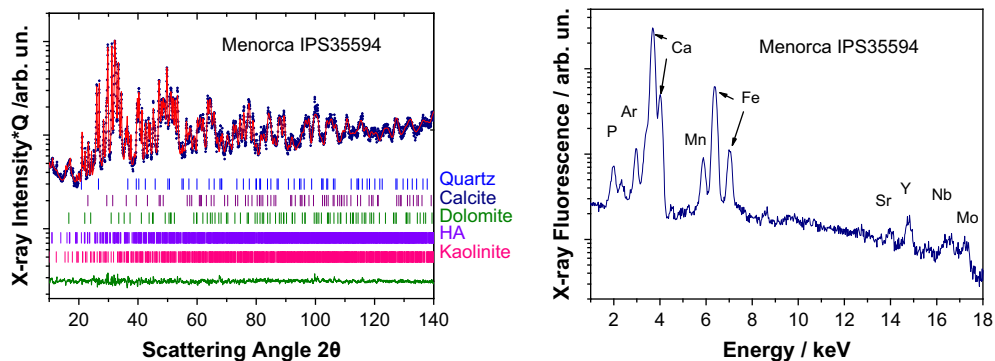 Menorca IPS35594
X-ray Intensity*Q /arb. un.
Quartz
Calcite
Dolomite
HA
Kaolinite
20 40 60 80 100 120 140
Scattering Angle 2θ
Menorca IPS35594
X-ray Fluorescence / arb. un.
Ca
P
Ar
Mn
Fe
Sr
Y
Nb
Mo
2 4 6 8 10 12 14 16 18
Energy / keV